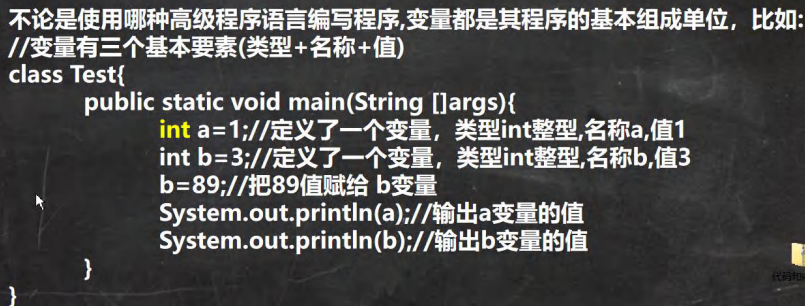 不论是使用哪种高级程序语言编写程序,变量都是其程序的基本组成单位，比如:
//变量有三个基本要素(类型+名称+值)
class Test{
public static void main(String []args){
int a=1;//定义了一个变量，类型int整型,名称a,值1
int b=3;//定义了一个变量，类型int整型,名称b,值3
b=89;//把89值赋给 b变量
System.out.println(a);//输出a变量的值
System.out.println(b);//输出b变量的值
}
}
代码和